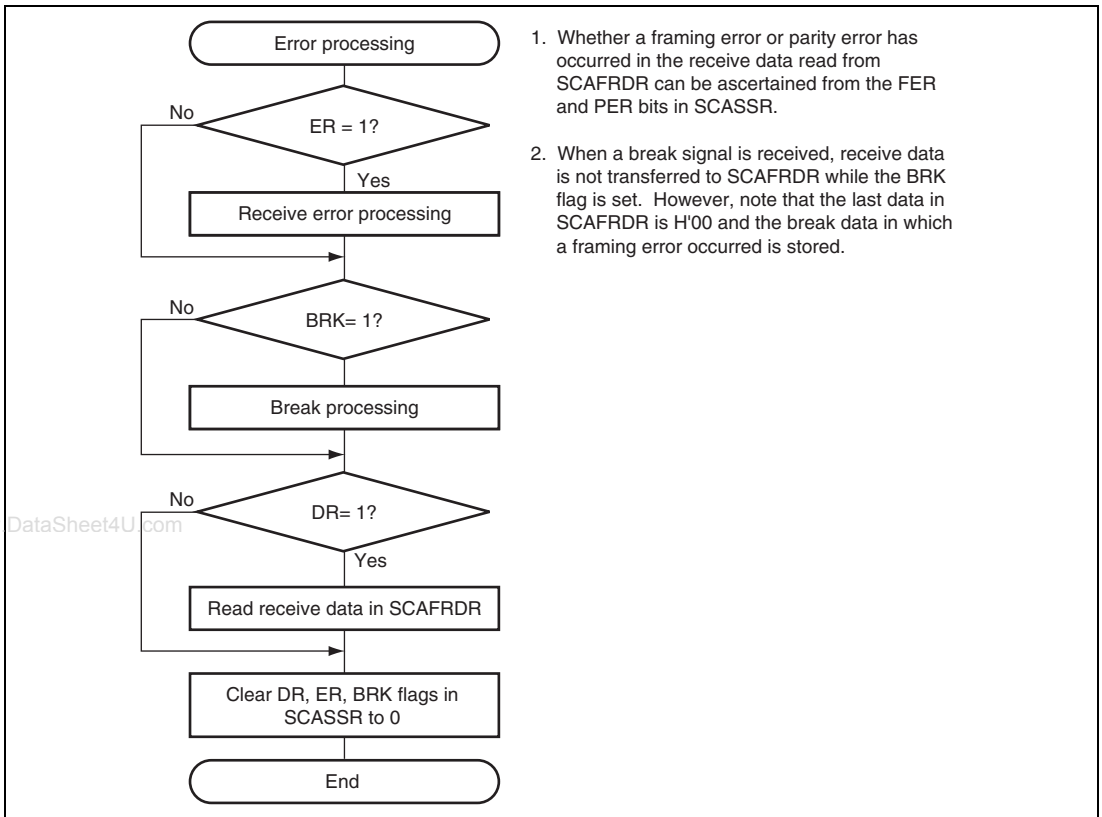 Error processing
No
ER = 1?
Yes
Receive error processing
No
BRK= 1?
Break processing
No
DR= 1?
Yes
Read receive data in SCAFRDR
Clear DR, ER, BRK flags in
SCASSR to 0
End
1. Whether a framing error or parity error has
occurred in the receive data read from
SCAFRDR can be ascertained from the FER
and PER bits in SCASSR.
2. When a break signal is received, receive data
is not transferred to SCAFRDR while the BRK
flag is set. However, note that the last data in
SCAFRDR is H'00 and the break data in which
a framing error occurred is stored.
DataSheet4U.com